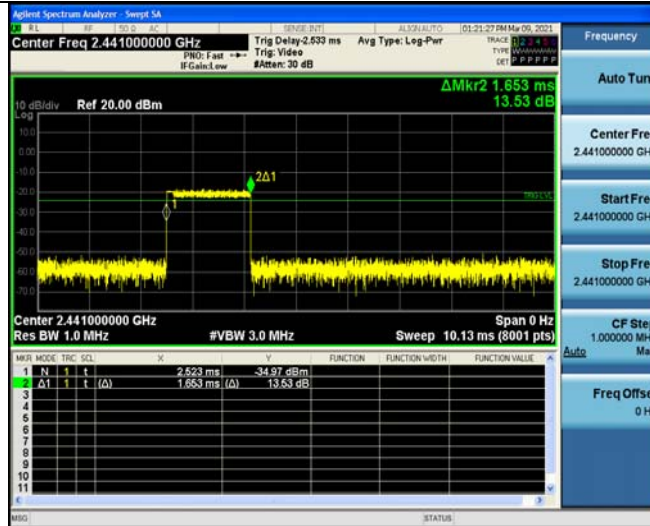 Agilent Spectrum Analyzer - Swept SA
RL RF 50 Ω AC SENSE:INT ALIGN AUTO 01:21:27 PM Mar 09, 2021
Center Freq 2.441000000 GHz
PNO: Fast
IFGain:Low
Trig Delay-2.533 ms
Trig: Video
#Atten: 30 dB
Avg Type: Log-Pwr
TRACE 1 2 3 4 5 6
TYPE
DET P P P P P P
ΔMkr2 1.653 ms
13.53 dB
10 dB/div
Log
Ref 20.00 dBm
10.0
0.00
-10.0
-20.0
-30.0
-40.0
-50.0
-60.0
-70.0
2Δ1
1
TRIG LVL
Center 2.441000000 GHz
Span 0 Hz
Res BW 1.0 MHz
#VBW 3.0 MHz
Sweep 10.13 ms (8001 pts)
MKR MODE TRC SCL X Y FUNCTION FUNCTION WIDTH FUNCTION VALUE
1 N 1 t 2.523 ms -34.97 dBm
2 Δ1 1 t (Δ) 1.653 ms (Δ) 13.53 dB
3
4
5
6
7
8
9
10
11
MSG
STATUS
Frequency
Auto Tun
Center Fre
2.441000000 GH
Start Fre
2.441000000 GH
Stop Fre
2.441000000 GH
CF Ste
1.000000 MH
Auto Ma
Freq Offse
0 H